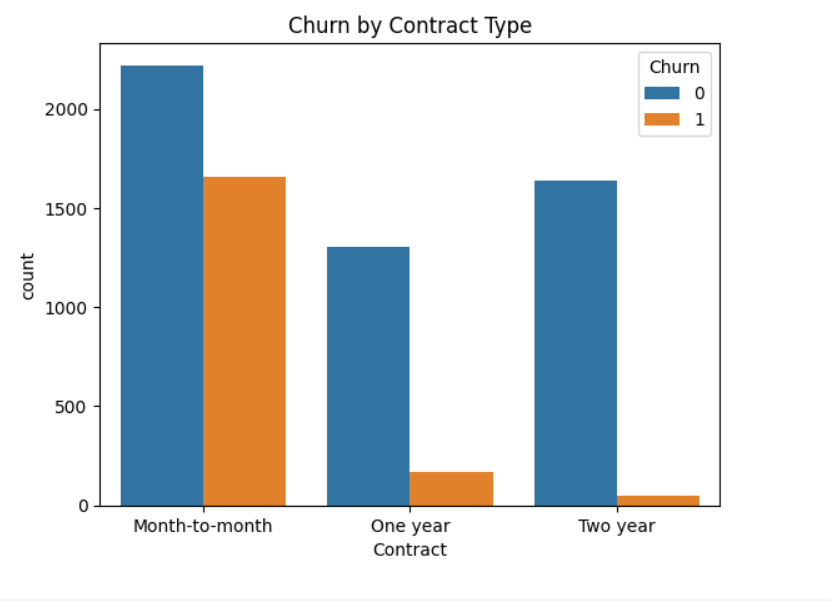 Churn by Contract Type
Churn
0
1
2000
1500
1000
500
0
count
Month-to-month One year Two year
Contract